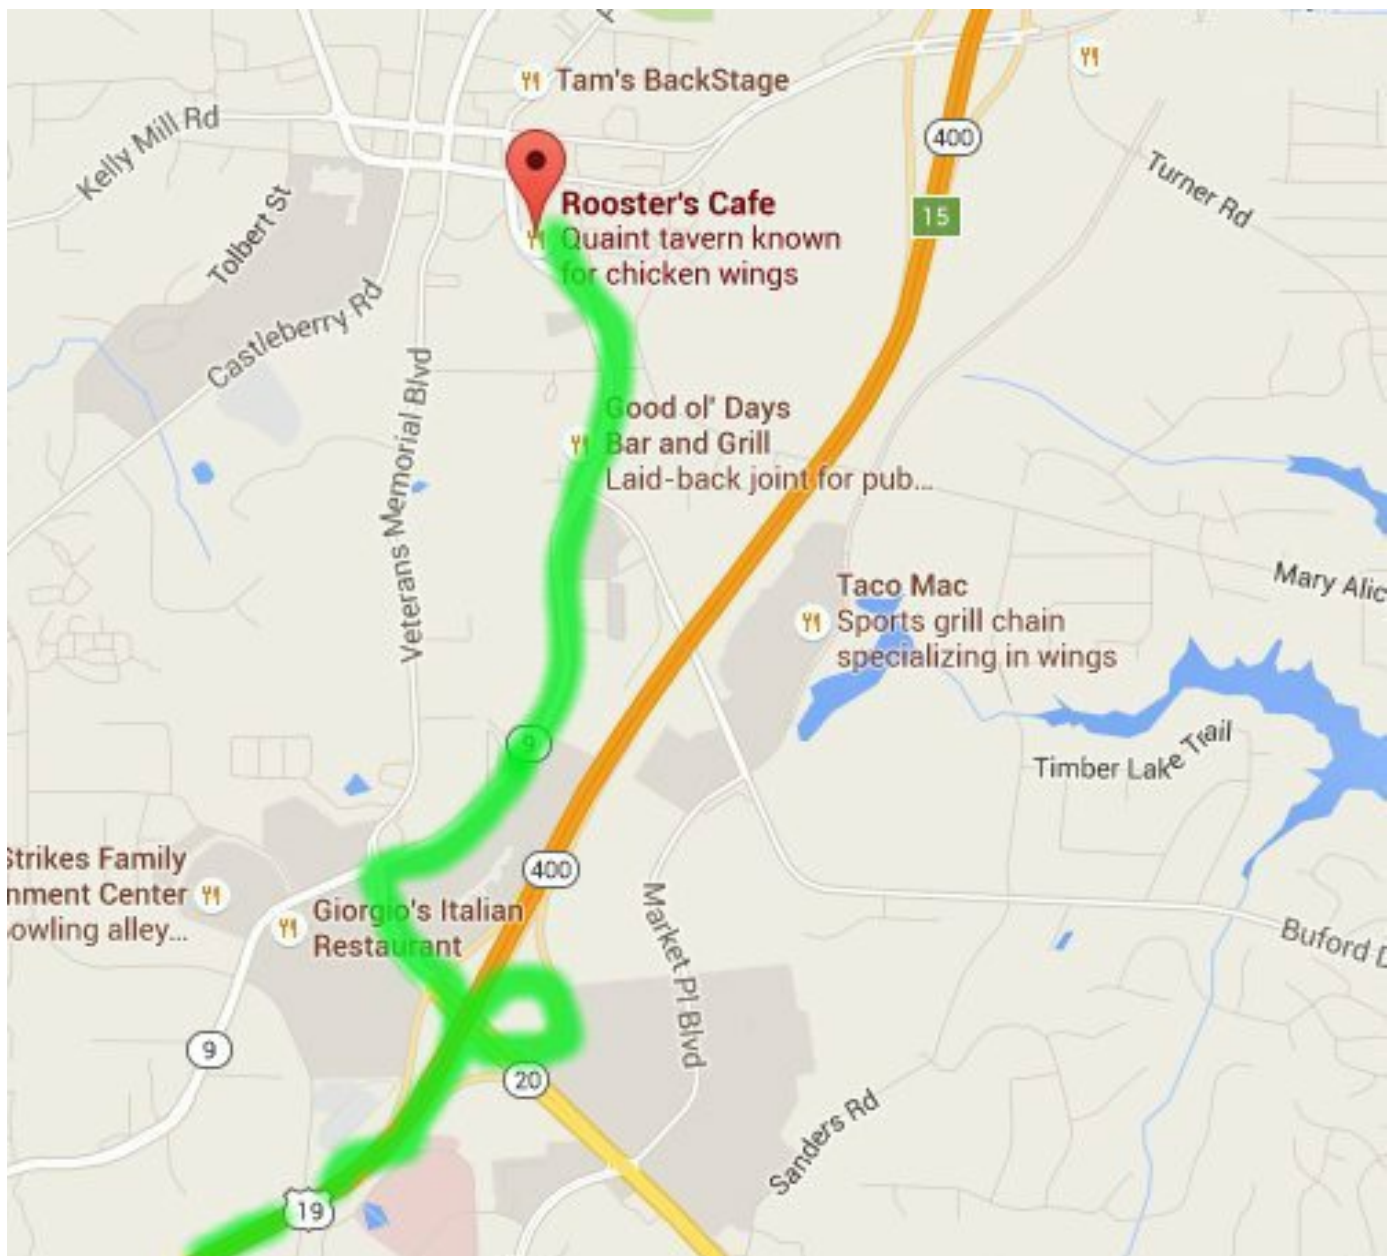 Tam's BackStage
Kelly Mill Rd
400
Turner Rd
Tolbert St
Rooster's Cafe
Quaint tavern known
for chicken wings
15
Castleberry Rd
Veterans Memorial Blvd
Good ol' Days
Bar and Grill
Laid-back joint for pub...
Taco Mac
Sports grill chain
specializing in wings
Mary Alic
Timber Lake Trail
9
Strikes Family
nment Center
owling alley...
400
Giorgio's Italian
Restaurant
Market Pl Blvd
Buford D
9
20
Sanders Rd
19